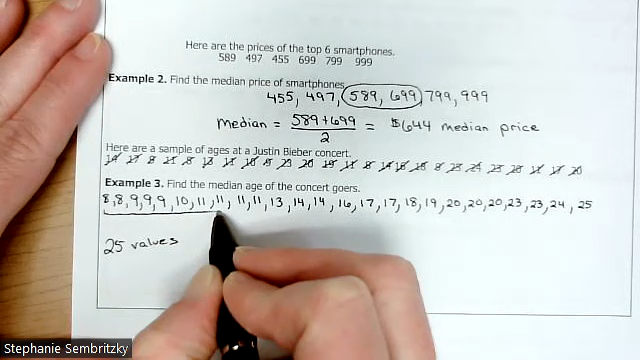 Here are the prices of the top 6 smartphones.
589 497 455 699 799 999
Example 2. Find the median price of smartphones
455, 497, 589, 699, 799, 999
median = 589+699 / 2 = $644 median price
Here are a sample of ages at a Justin Bieber concert.
Example 3. Find the median age of the concert goers.
8,8,9,9,9,10,11,11,11,11,13,14,14,16,17,17,18,19,20,20,20,23,23,24,25
25 values
Stephanie Sembritzky